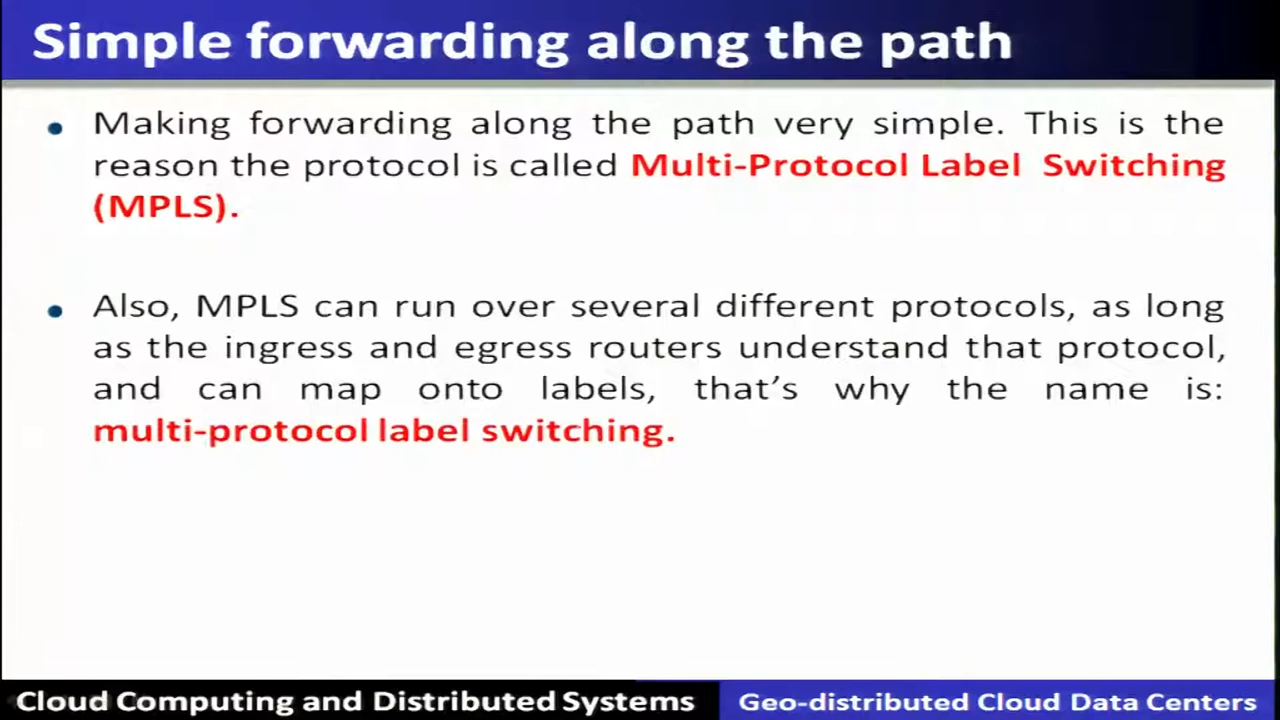 Simple forwarding along the path
• Making forwarding along the path very simple. This is the
reason the protocol is called Multi-Protocol Label Switching
(MPLS).
• Also, MPLS can run over several different protocols, as long
as the ingress and egress routers understand that protocol,
and can map onto labels, that's why the name is:
multi-protocol label switching.
Cloud Computing and Distributed Systems
Geo-distributed Cloud Data Centers